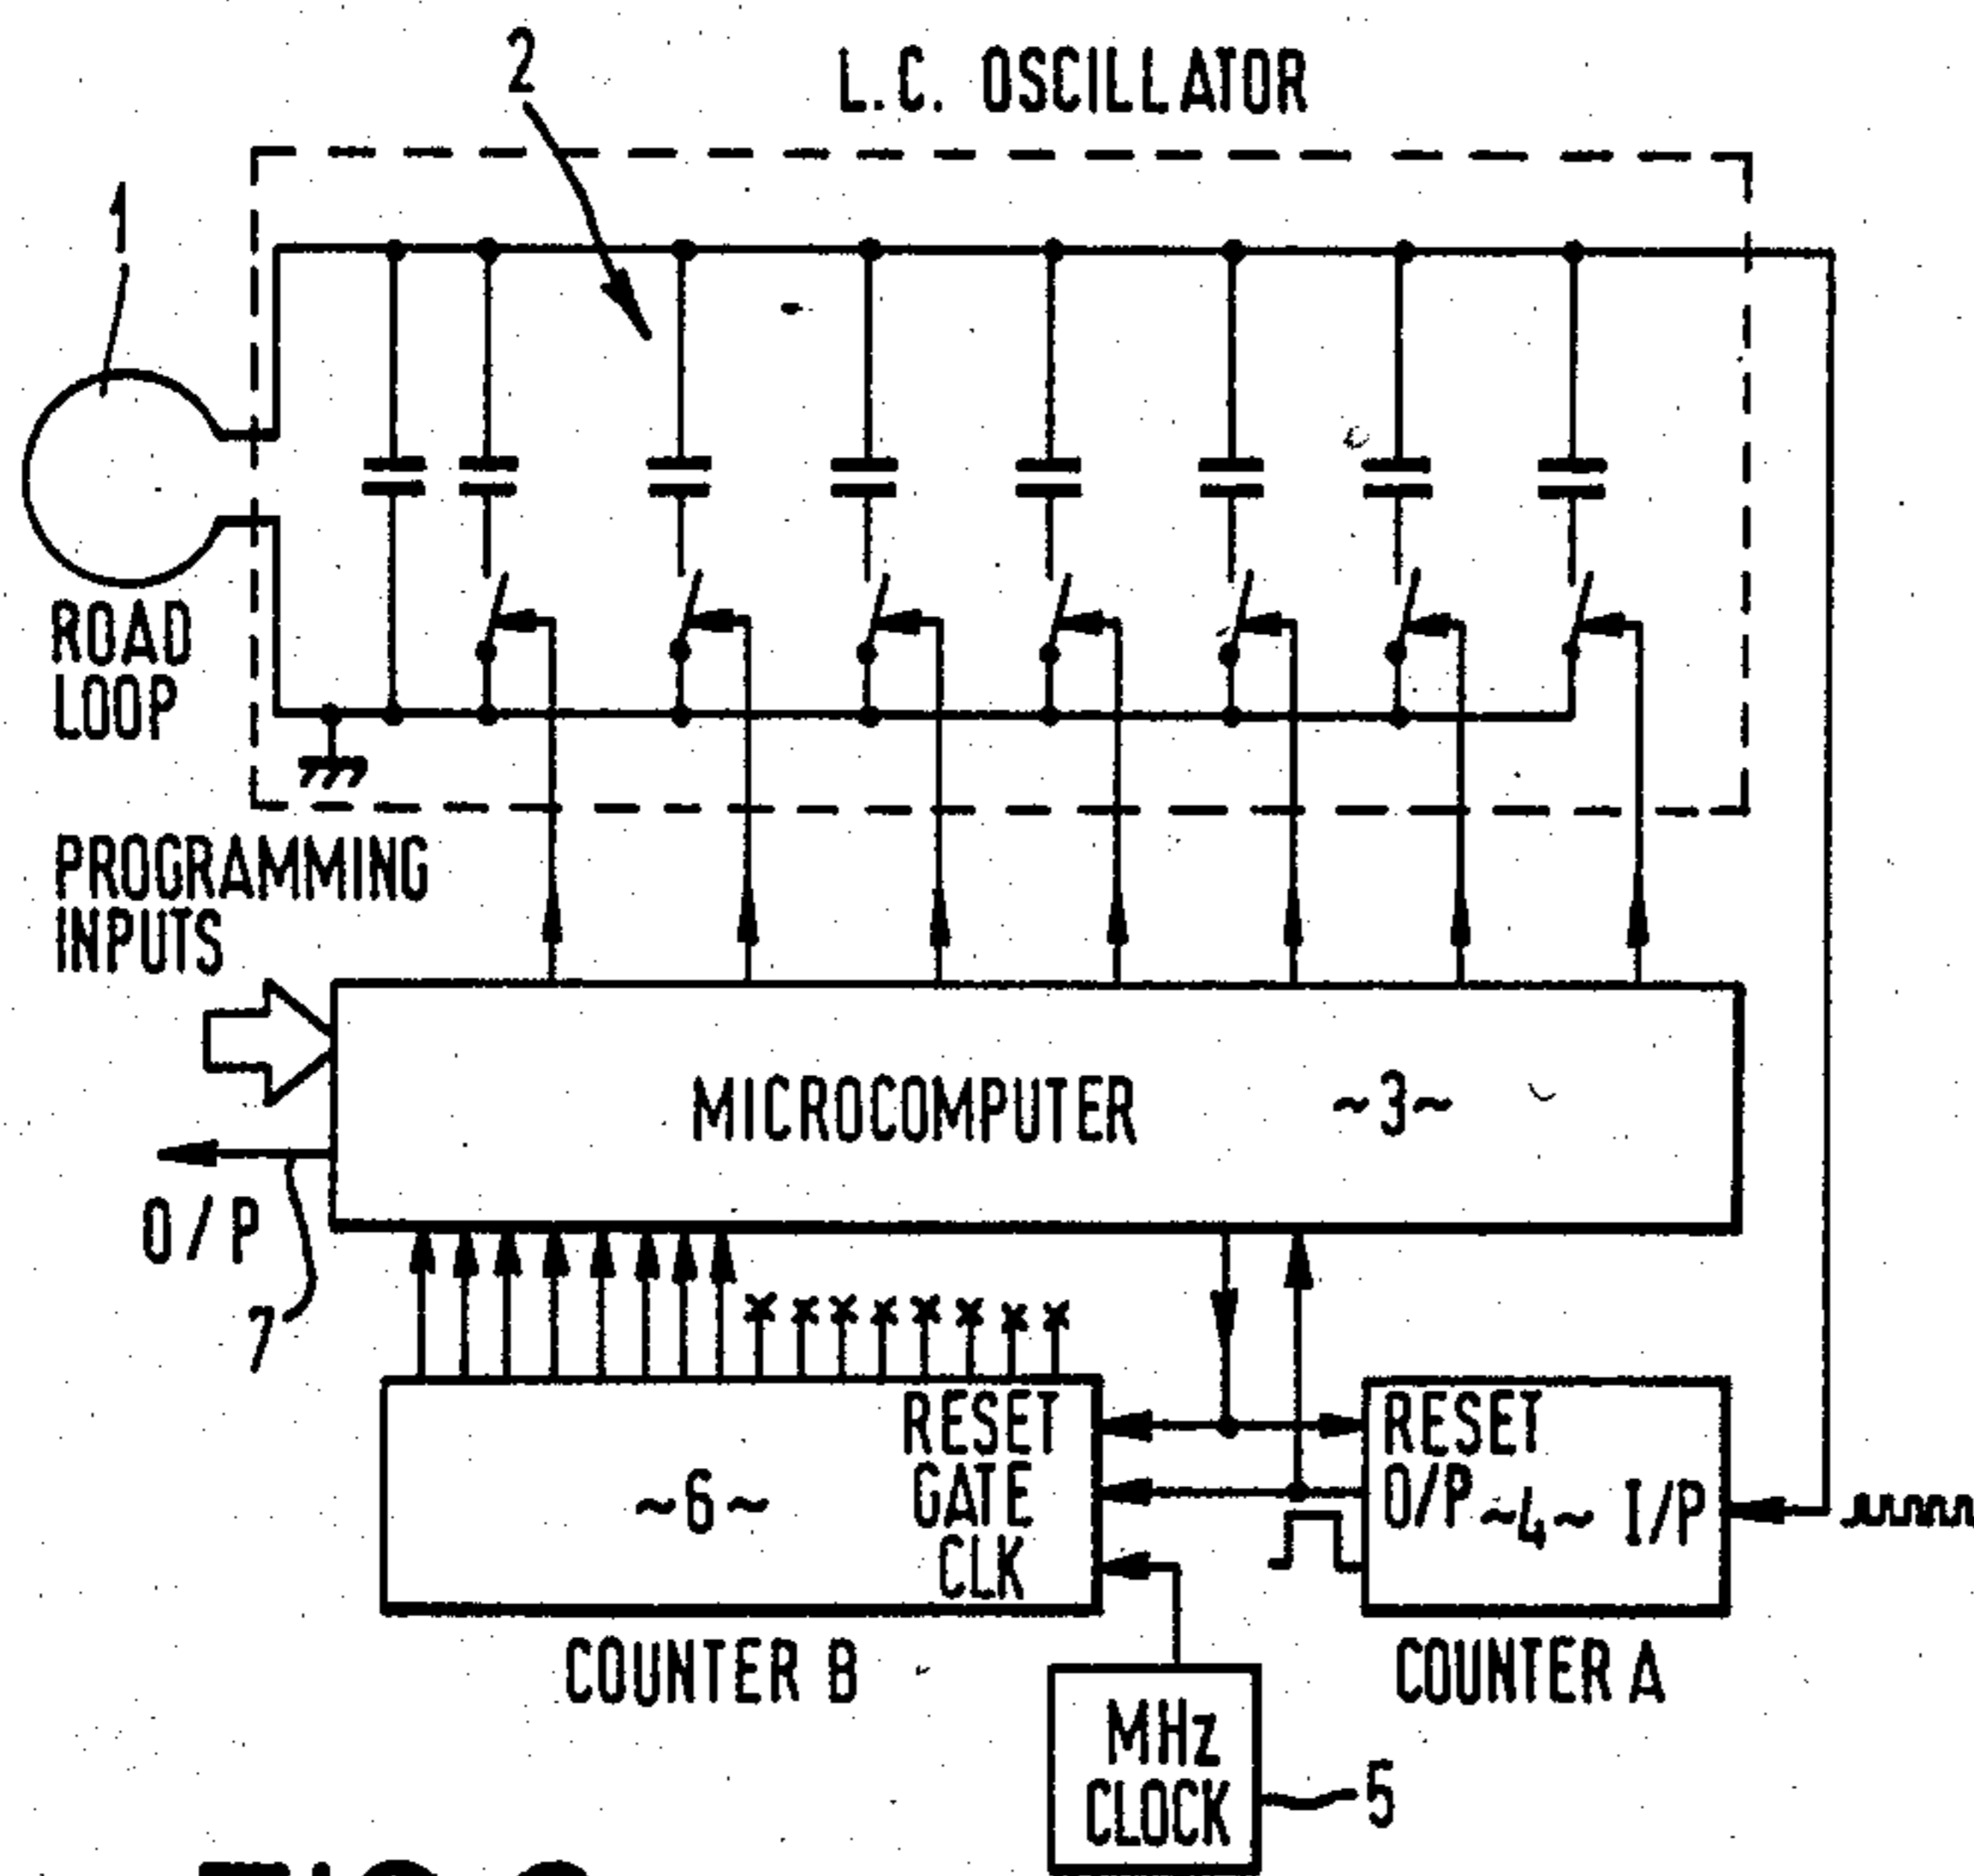 2
L.C. OSCILLATOR
1
ROAD
LOOP
PROGRAMMING
INPUTS
MICROCOMPUTER ~3~
O/P
7
RESET
GATE
CLK
~6~
RESET
O/P ~4~ I/P
COUNTER B
COUNTER A
MHz
CLOCK
5